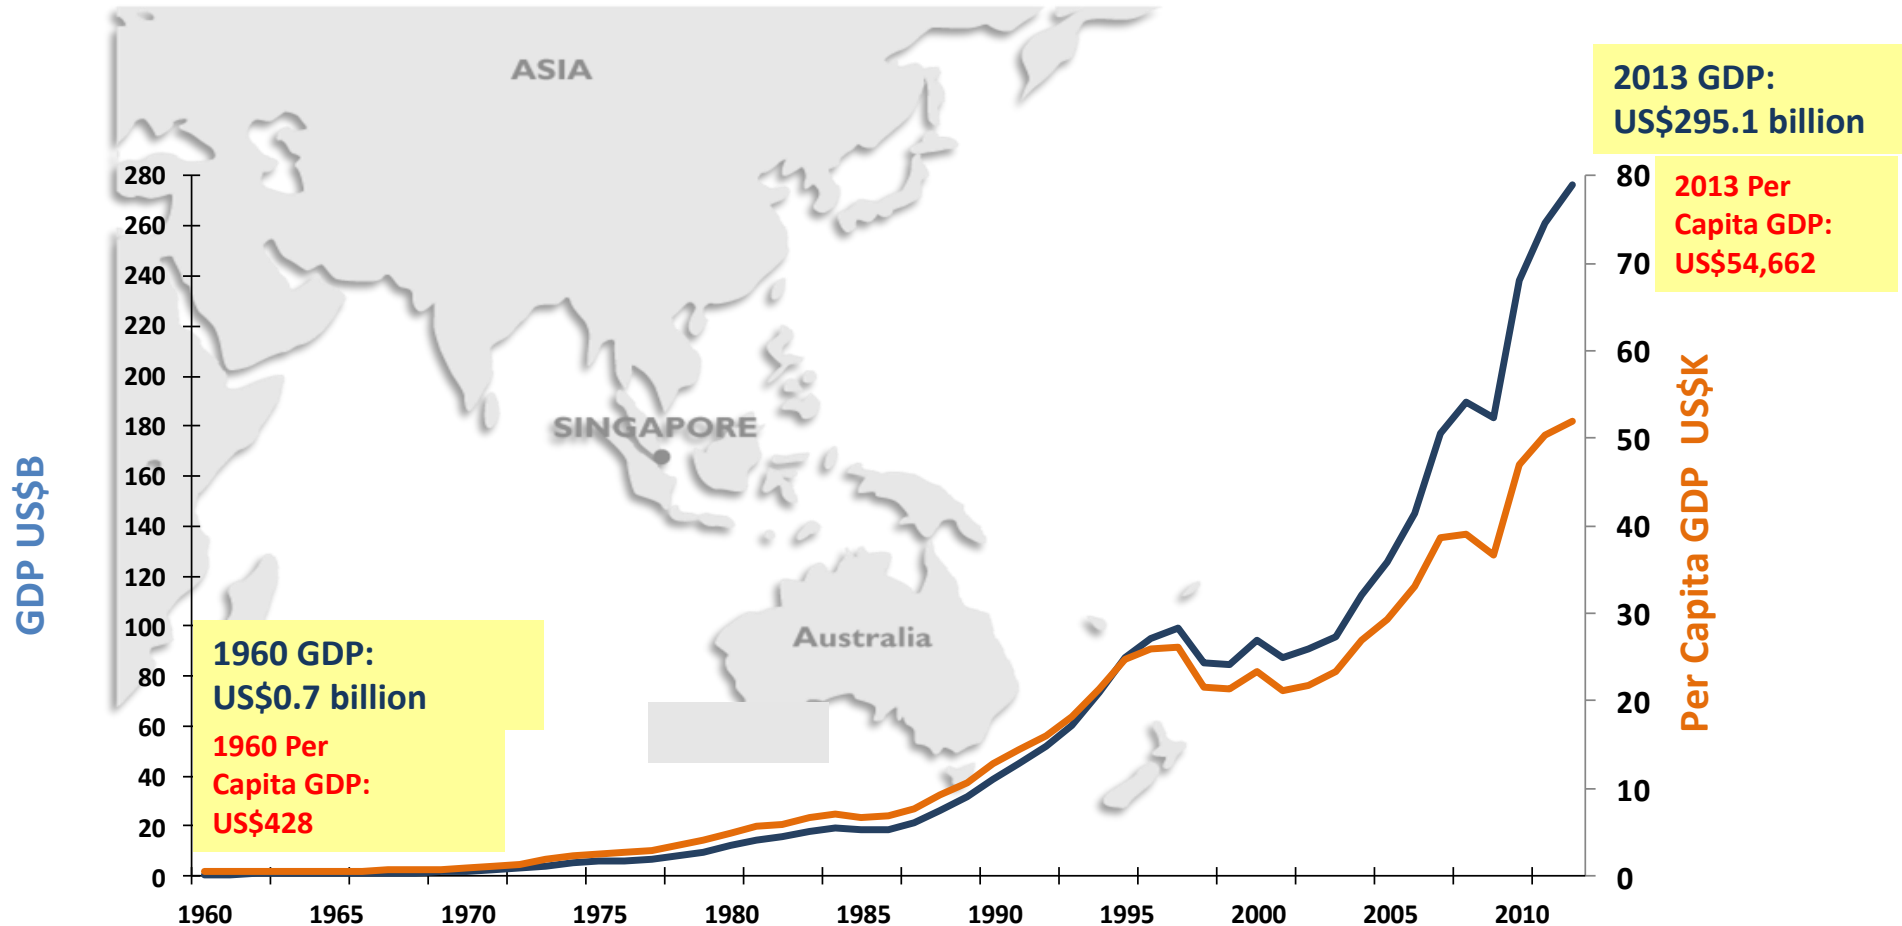 ASIA
SINGAPORE
Australia
2013 GDP:
US$295.1 billion
2013 Per
Capita GDP:
US$54,662
1960 GDP:
US$0.7 billion
1960 Per
Capita GDP:
US$428
GDP US$B
280
260
240
220
200
180
160
140
120
100
80
60
40
20
0
80
70
60
50
40
30
20
10
0
Per Capita GDP US$K
1960 1965 1970 1975 1980 1985 1990 1995 2000 2005 2010